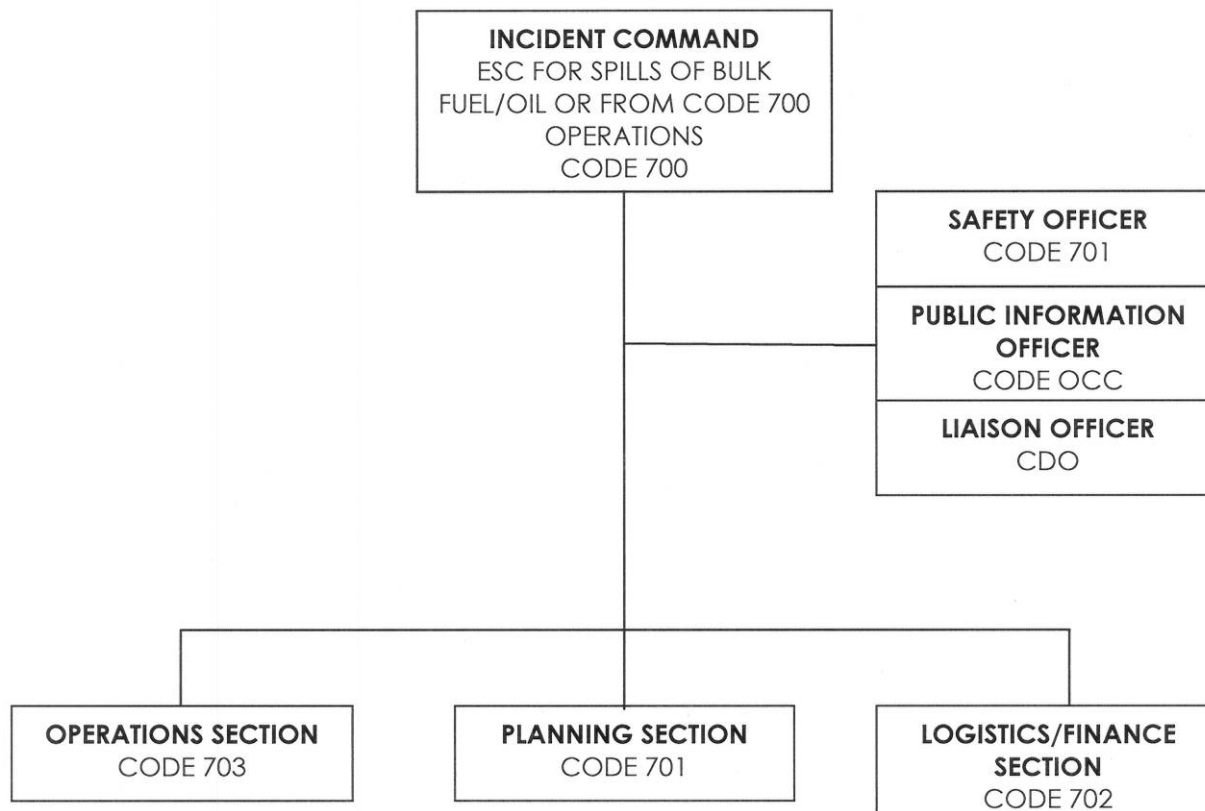 INCIDENT COMMAND
ESC FOR SPILLS OF BULK
FUEL/OIL OR FROM CODE 700
OPERATIONS
CODE 700
SAFETY OFFICER
CODE 701
PUBLIC INFORMATION
OFFICER
CODE OCC
LIAISON OFFICER
CDO
OPERATIONS SECTION
CODE 703
PLANNING SECTION
CODE 701
LOGISTICS/FINANCE
SECTION
CODE 702